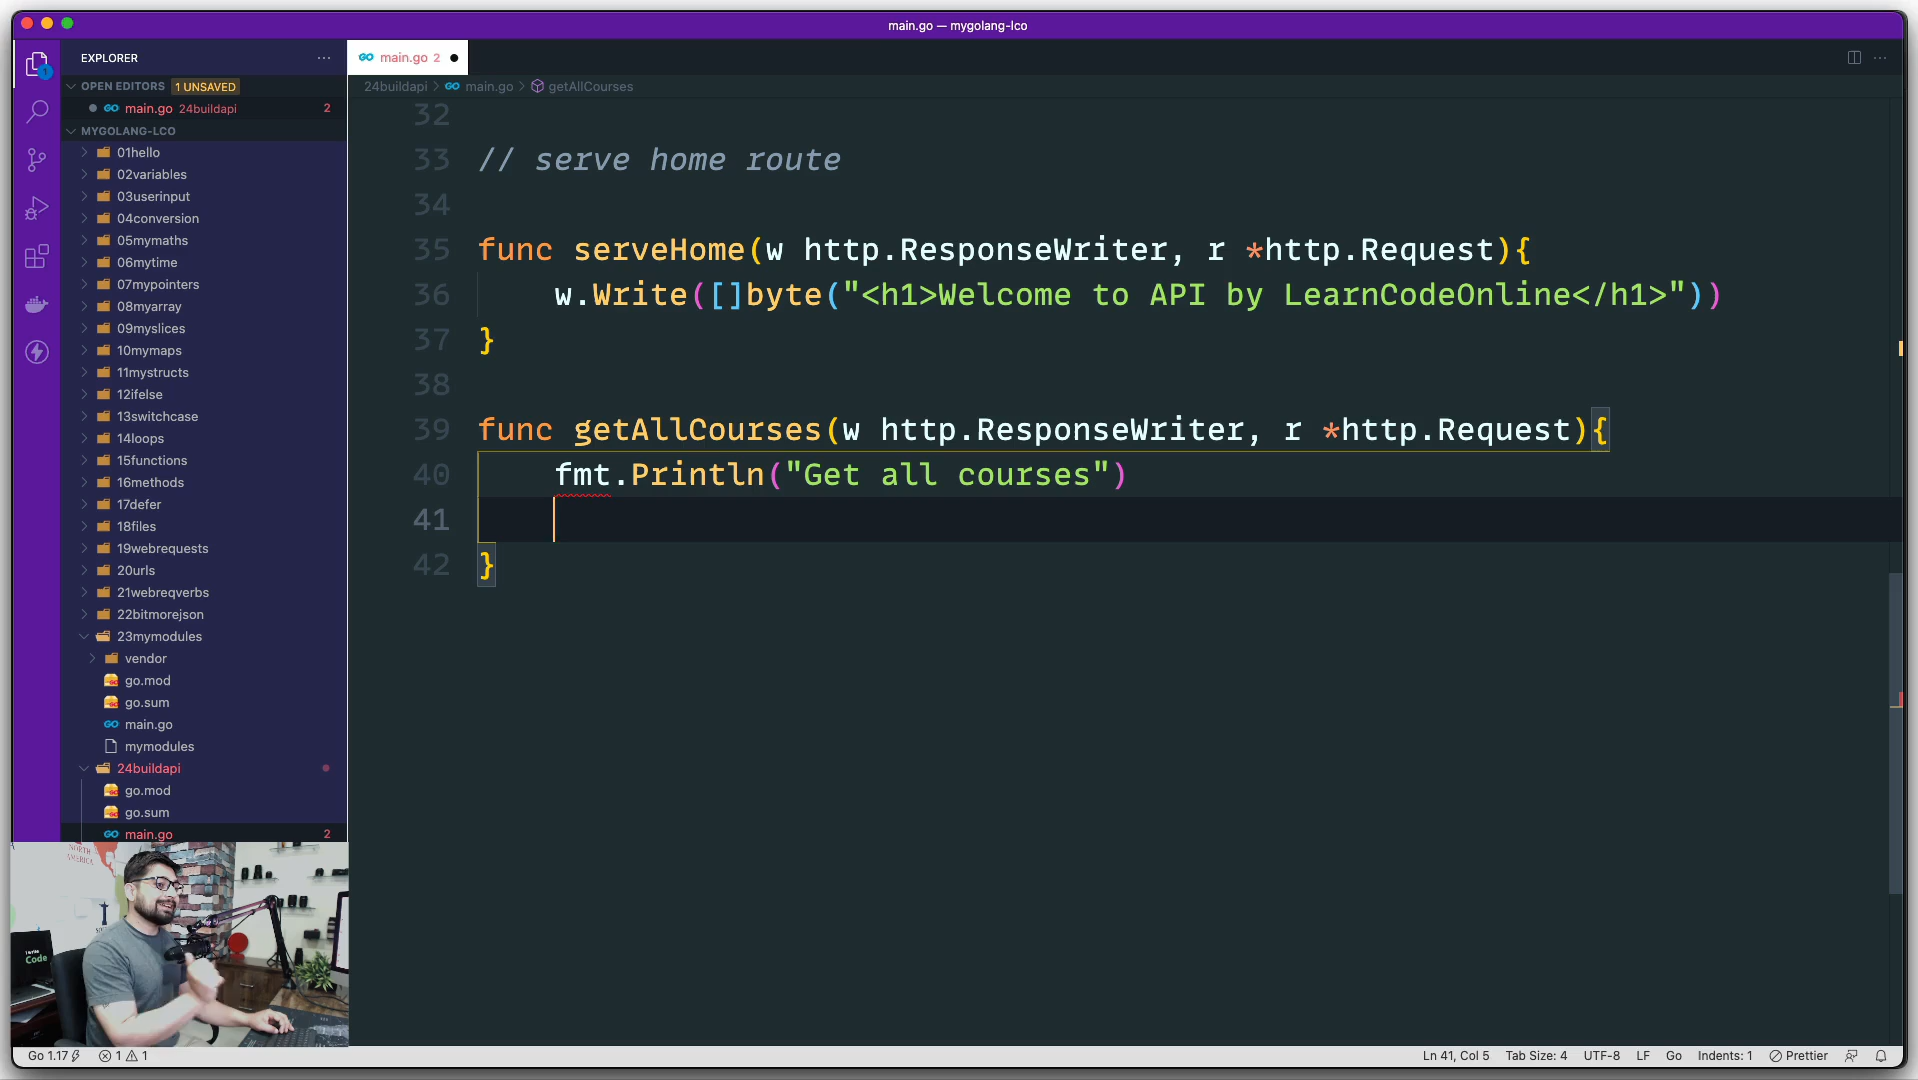 main.go — mygolang-lco
EXPLORER
main.go 2
OPEN EDITORS 1 UNSAVED
24buildapi > main.go > getAllCourses
main.go 24buildapi 2
MYGOLANG-LCO
01hello
02variables
03userinput
04conversion
05mymaths
06mytime
07mypointers
08myarray
09myslices
10mymaps
11mystructs
12ifelse
13switchcase
14loops
15functions
16methods
17defer
18files
19webrequests
20urls
21webreqverbs
22bitmorejson
23mymodules
vendor
go.mod
go.sum
main.go
mymodules
24buildapi
go.mod
go.sum
main.go 2
32
33 // serve home route
34
35 func serveHome(w http.ResponseWriter, r *http.Request){
36 w.Write([]byte("<h1>Welcome to API by LearnCodeOnline</h1>"))
37 }
38
39 func getAllCourses(w http.ResponseWriter, r *http.Request){
40 fmt.Println("Get all courses")
41
42 }
NORTH
AMERICA
Code
Go 1.17 1 1 Ln 41, Col 5 Tab Size: 4 UTF-8 LF Go Indents: 1 Prettier